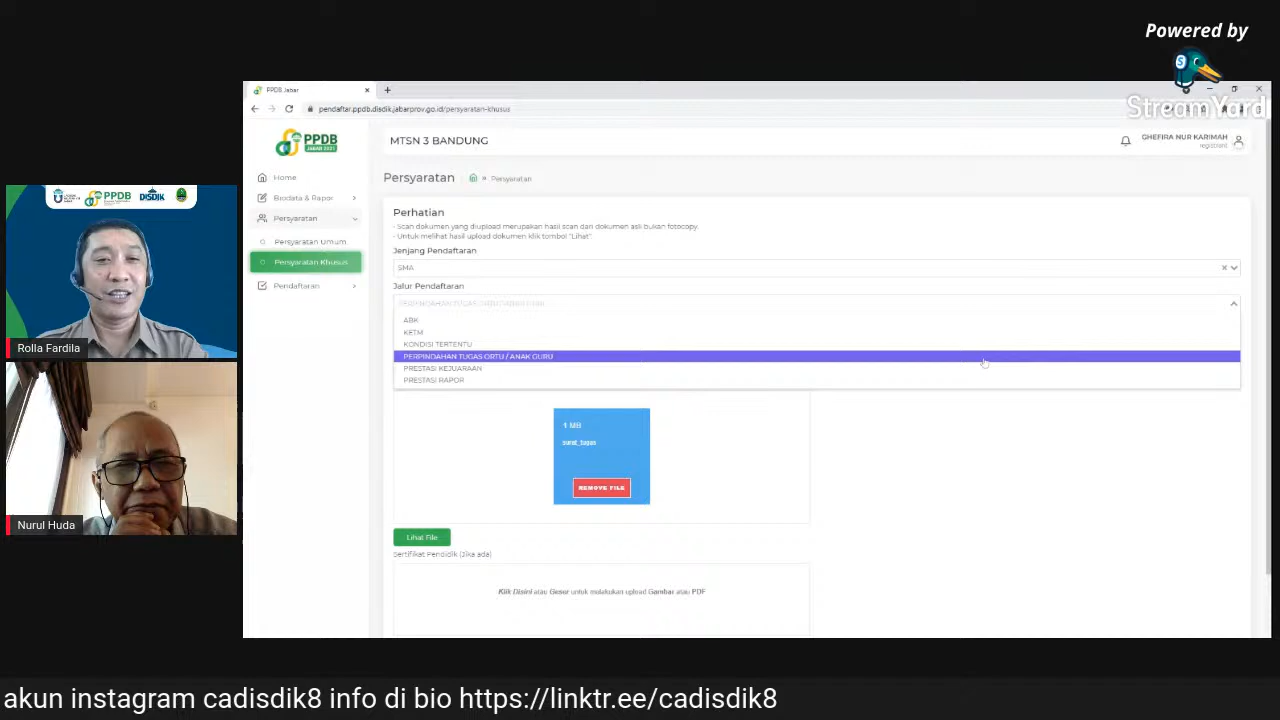 Powered by
StreamYard
PPDB Jabar
pendaftar.ppdb.disdik.jabarprov.go.id/persyaratan-khusus
PPDB
JABAR 2021
MTSN 3 BANDUNG
GHEFIRA NUR KARIMAH
registrant
Home
Biodata & Rapor
Persyaratan
Persyaratan Umum
Persyaratan Khusus
Pendaftaran
Persyaratan
» Persyaratan
Perhatian
- Scan dokumen yang diupload merupakan hasil scan dari dokumen asli bukan fotocopy.
- Untuk melihat hasil upload dokumen klik tombol "Lihat".
Jenjang Pendaftaran
SMA
Jalur Pendaftaran
ABK
KETM
KONDISI TERTENTU
PERPINDAHAN TUGAS ORTU / ANAK GURU
PRESTASI KEJUARAAN
PRESTASI RAPOR
1 MB
surat_tugas
REMOVE FILE
Lihat File
Sertifikat Pendidik (Jika ada)
Klik Disini atau Geser untuk melakukan upload Gambar atau PDF
PPDB
DISDIK
Rolla Fardila
Nurul Huda
akun instagram cadisdik8 info di bio https://linktr.ee/cadisdik8